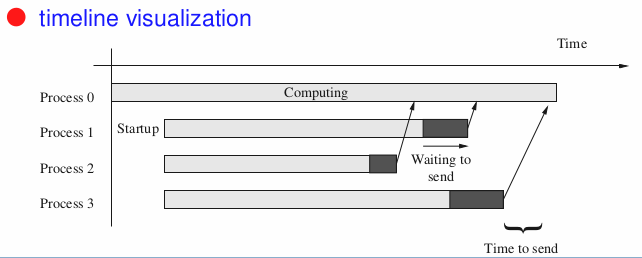 timeline visualization
Time
Process 0
Computing
Process 1
Startup
Process 2
Waiting to
send
Process 3
Time to send